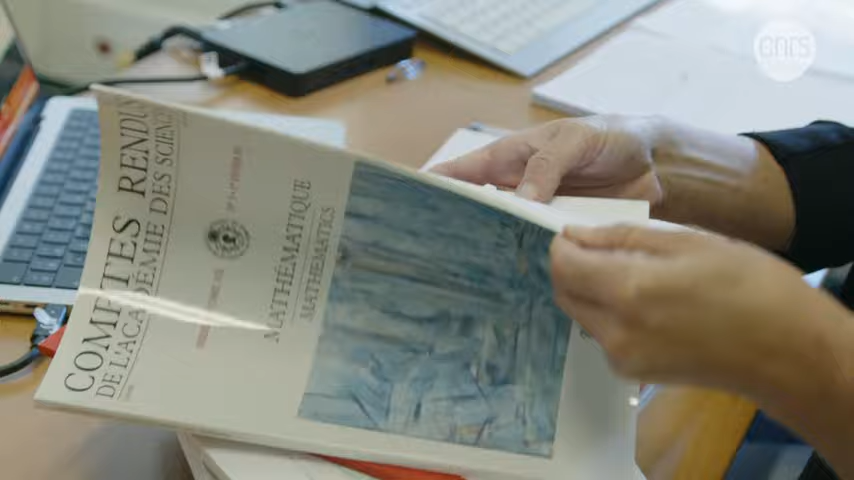 COMPTES RENDUS
DE L'ACADÉMIE DES SCIENCES
MATHÉMATIQUE
MATHEMATICS
cnrs